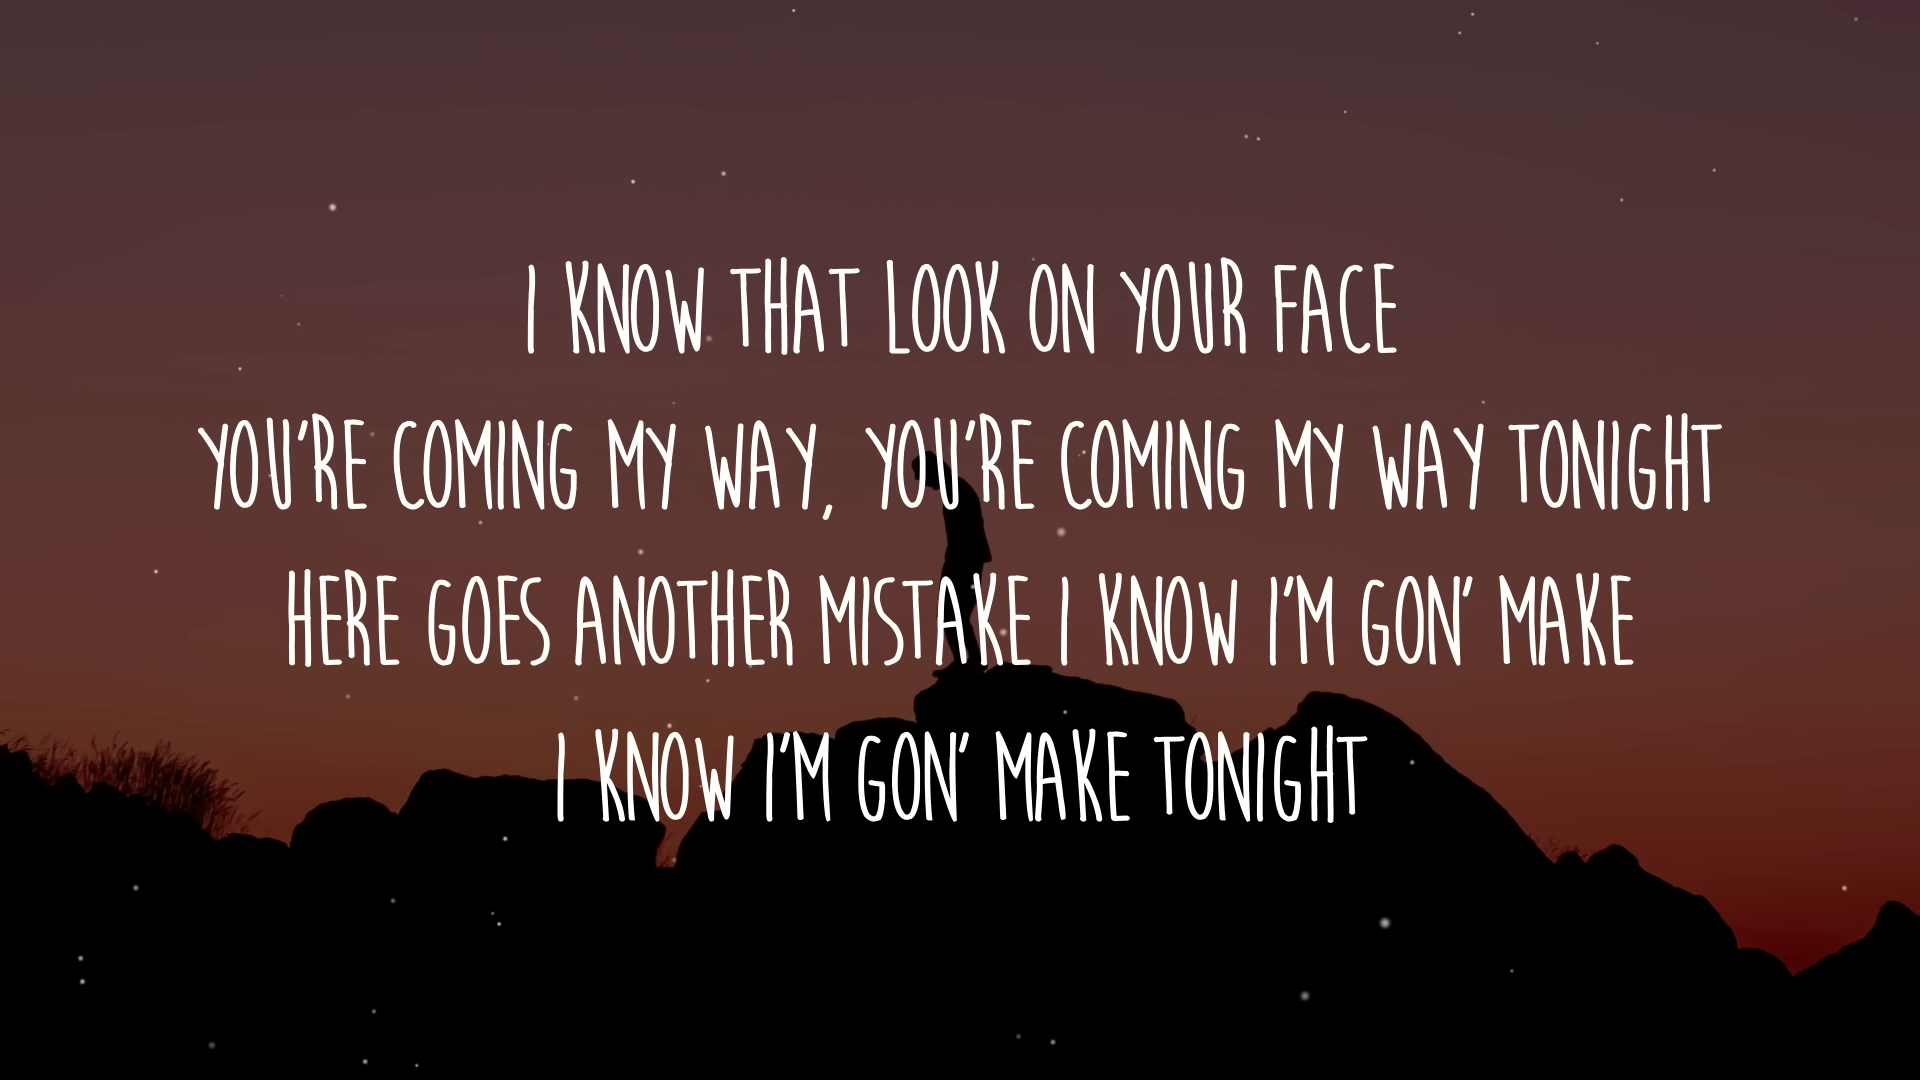 I KNOW THAT LOOK ON YOUR FACE
YOU'RE COMING MY WAY, YOU'RE COMING MY WAY TONIGHT
HERE GOES ANOTHER MISTAKE I KNOW I'M GON' MAKE
I KNOW I'M GON' MAKE TONIGHT